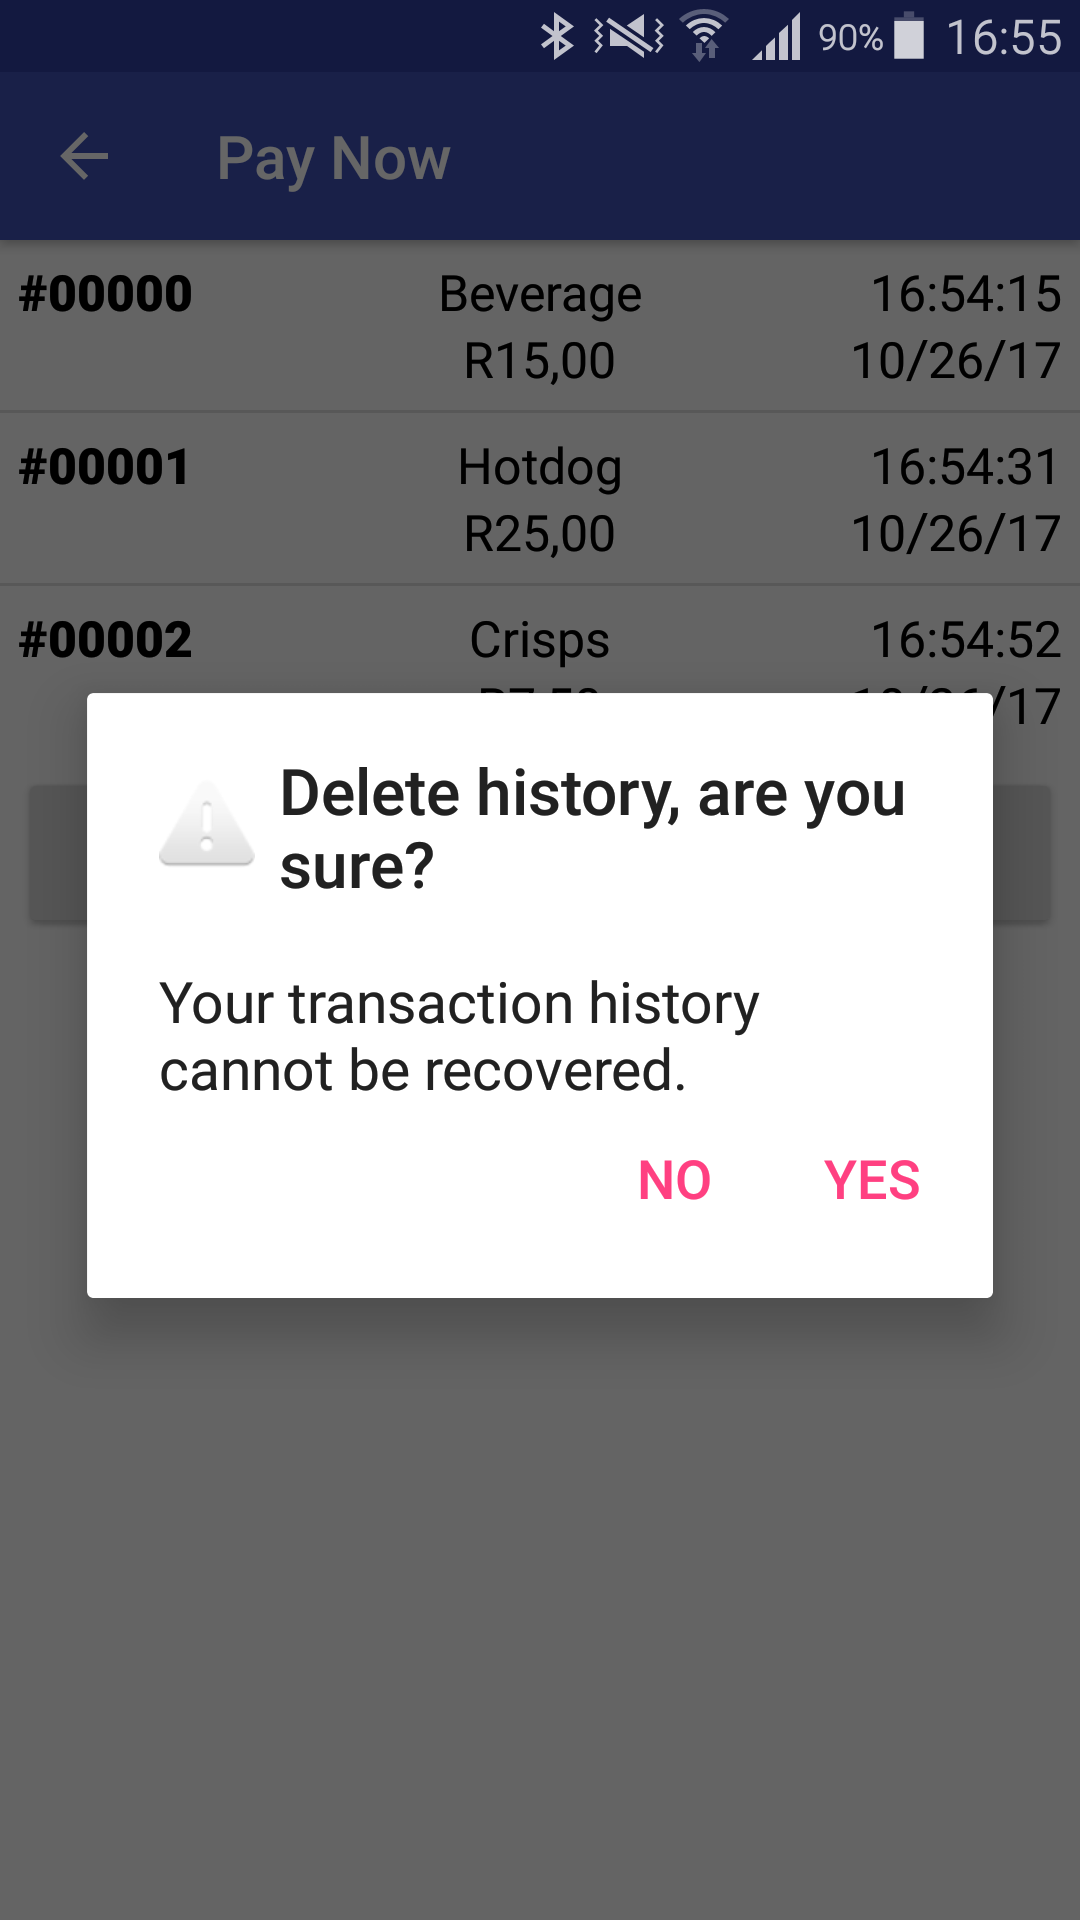 90% 16:55
Pay Now
#00000 Beverage 16:54:15
R15,00 10/26/17
#00001 Hotdog 16:54:31
R25,00 10/26/17
#00002 Crisps 16:54:52
/17
Delete history, are you
sure?
Your transaction history
cannot be recovered.
NO YES